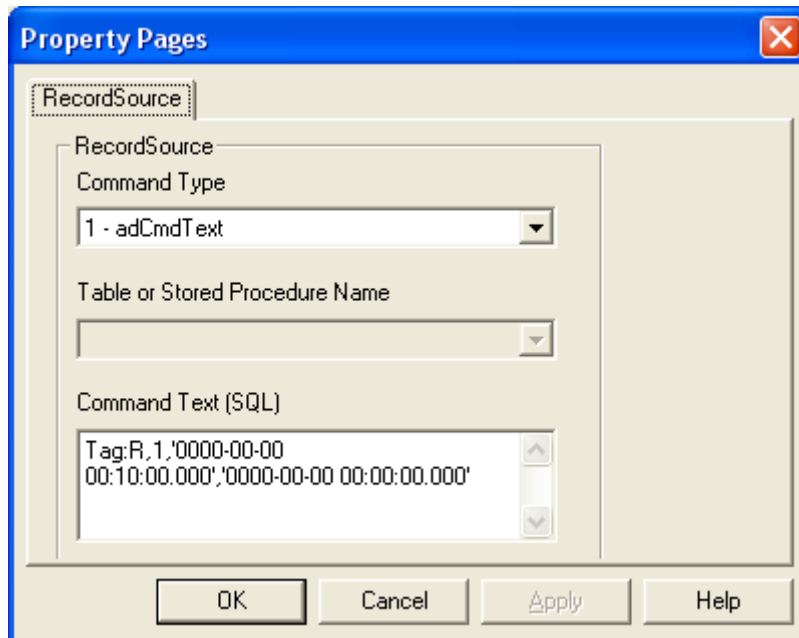 Property Pages
RecordSource
RecordSource
Command Type
1 - adCmdText
Table or Stored Procedure Name
Command Text (SQL)
Tag:R,1,'0000-00-00
00:10:00.000','0000-00-00 00:00:00.000'
OK
Cancel
Apply
Help